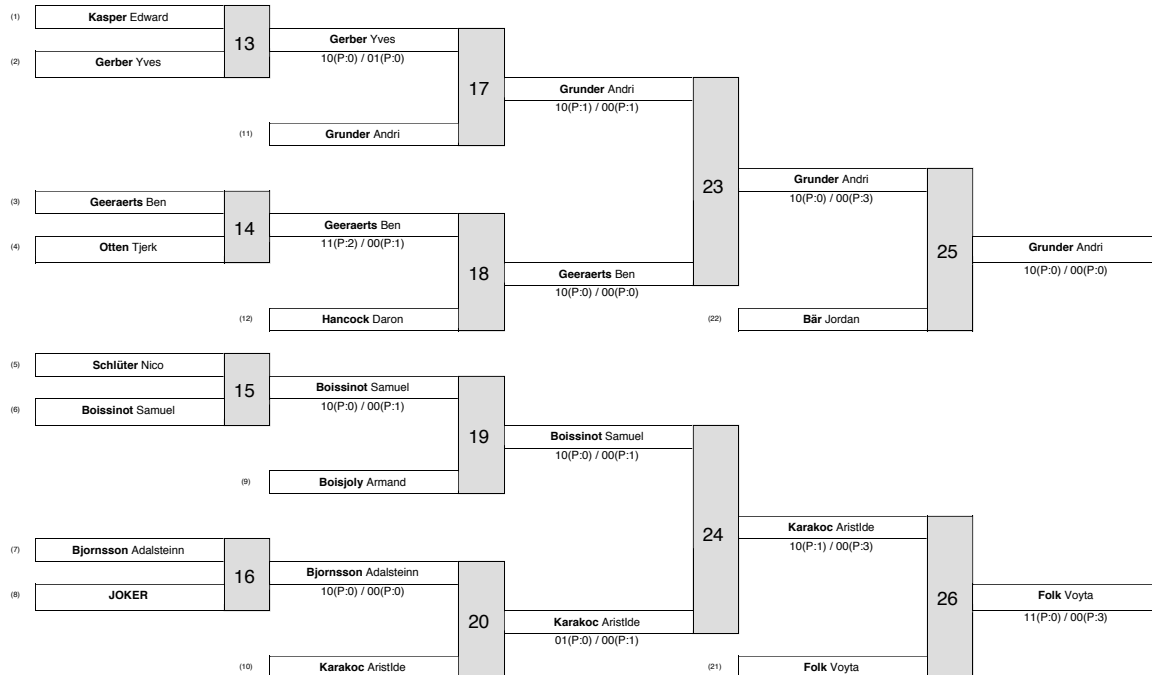 (1) Kasper Edward
13
Gerber Yves
10(P:0) / 01(P:0)
(2) Gerber Yves
17
Grunder Andri
10(P:1) / 00(P:1)
(11) Grunder Andri
23
Grunder Andri
10(P:0) / 00(P:3)
(3) Geeraerts Ben
14
Geeraerts Ben
11(P:2) / 00(P:1)
(4) Otten Tjerk
18
Geeraerts Ben
10(P:0) / 00(P:0)
(12) Hancock Daron
25
Grunder Andri
10(P:0) / 00(P:0)
(22) Bär Jordan
(5) Schlüter Nico
15
Boissinot Samuel
10(P:0) / 00(P:1)
(6) Boissinot Samuel
19
Boissinot Samuel
10(P:0) / 00(P:1)
(9) Boisjoly Armand
24
Karakoc AristIde
10(P:1) / 00(P:3)
(7) Bjornsson Adalsteinn
16
Bjornsson Adalsteinn
10(P:0) / 00(P:0)
(8) JOKER
20
Karakoc AristIde
01(P:0) / 00(P:1)
(10) Karakoc AristIde
26
Folk Voyta
11(P:0) / 00(P:3)
(21) Folk Voyta